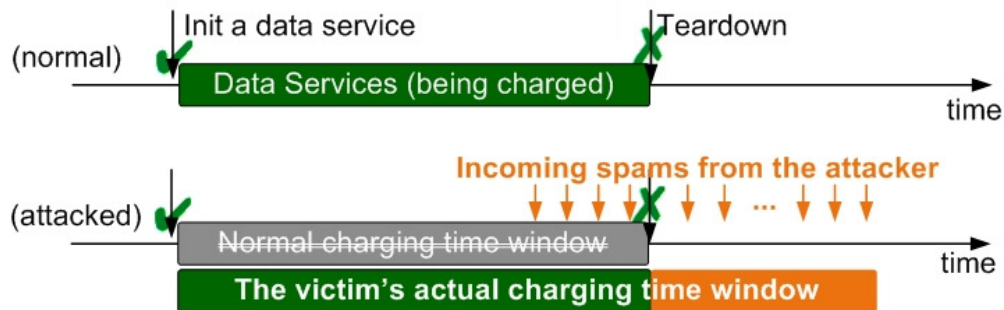 Init a data service
Teardown
(normal)
Data Services (being charged)
time
Incoming spams from the attacker
...
(attacked)
Normal charging time window
time
The victim's actual charging time window